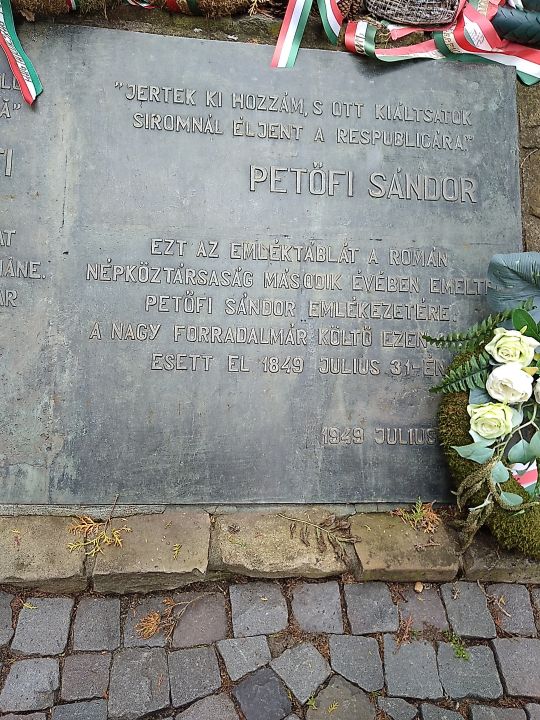 "JERTEK KI HOZZÁM, S OTT KIÁLTSATOK
SIROMNÁL ÉLJENT A RESPUBLICÁRA!"
PETŐFI SÁNDOR
EZT AZ EMLÉKTÁBLÁT A ROMÁN
NÉPKÖZTÁRSASÁG MÁSODIK ÉVÉBEN
PETŐFI SÁNDOR EMLÉKEZETÉRE.
A NAGY FORRADALMÁR KÖLTŐ EZEN
ESETT EL 1849 JULIUS 31-ÉN
1949 JULIUS